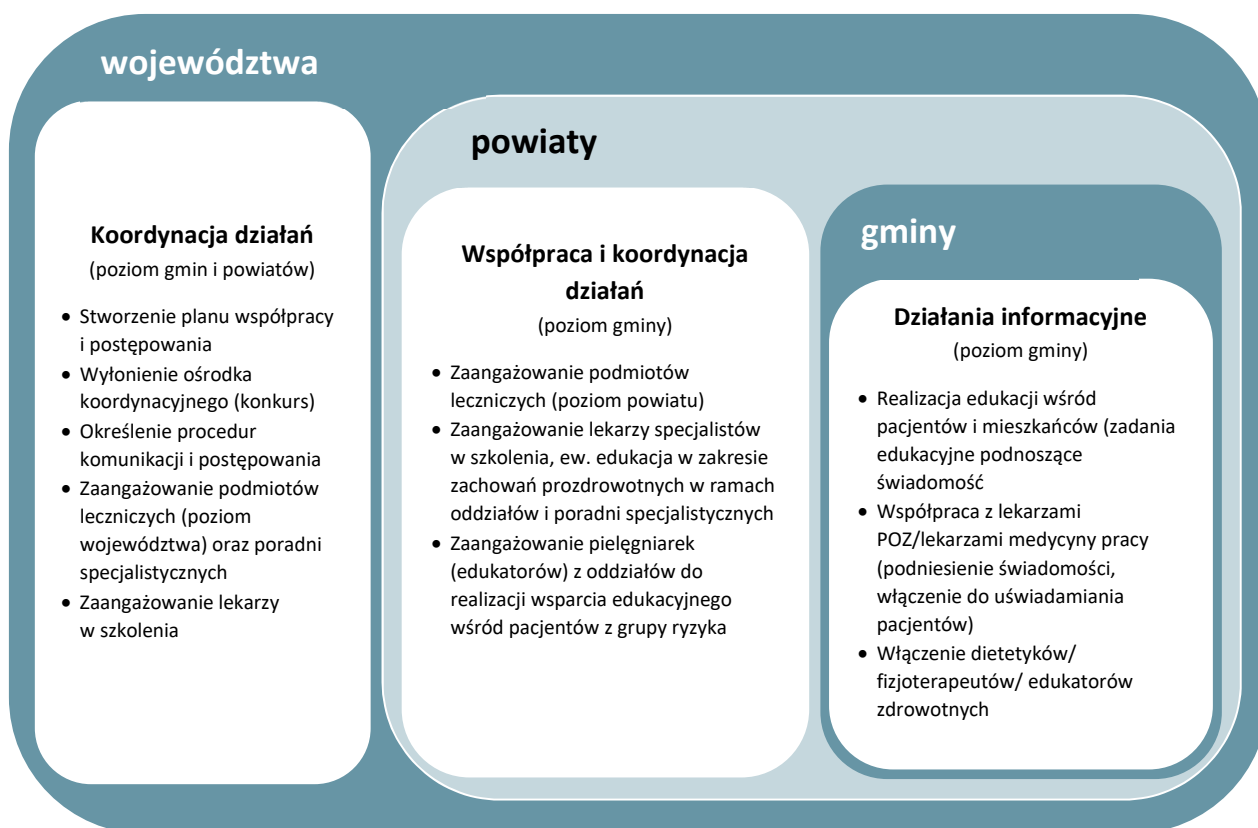 województwa
Koordynacja działań
(poziom gmin i powiatów)
• Stworzenie planu współpracy
i postępowania
• Wyłonienie ośrodka
koordynacyjnego (konkurs)
• Określenie procedur
komunikacji i postępowania
• Zaangażowanie podmiotów
leczniczych (poziom
województwa) oraz poradni
specjalistycznych
• Zaangażowanie lekarzy
w szkolenia
powiaty
Współpraca i koordynacja
działań
(poziom gminy)
• Zaangażowanie podmiotów
leczniczych (poziom powiatu)
• Zaangażowanie lekarzy specjalistów
w szkolenia, ew. edukacja w zakresie
zachowań prozdrowotnych w ramach
oddziałów i poradni specjalistycznych
• Zaangażowanie pielęgniarek
(edukatorów) z oddziałów do
realizacji wsparcia edukacyjnego
wśród pacjentów z grupy ryzyka
gminy
Działania informacyjne
(poziom gminy)
• Realizacja edukacji wśród
pacjentów i mieszkańców (zadania
edukacyjne podnoszące
świadomość
• Współpraca z lekarzami
POZ/lekarzami medycyny pracy
(podniesienie świadomości,
włączenie do uświadamiania
pacjentów)
• Włączenie dietetyków/
fizjoterapeutów/ edukatorów
zdrowotnych